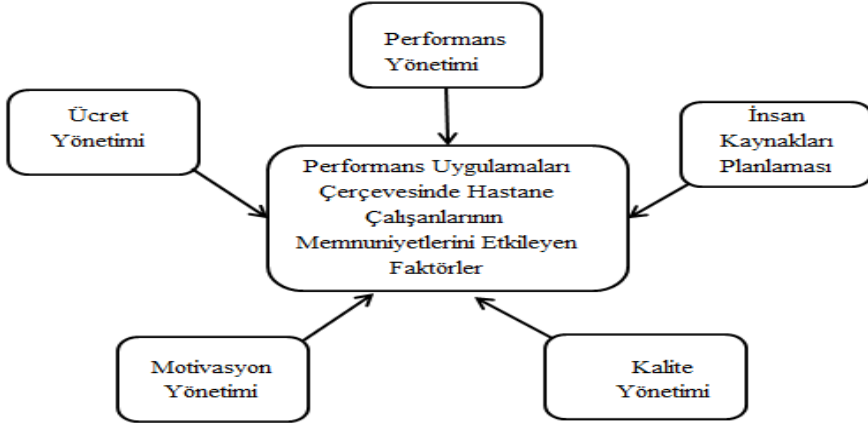 Performans
Yönetimi
Ücret
Yönetimi
İnsan
Kaynakları
Planlaması
Performans Uygulamaları
Çerçevesinde Hastane
Çalışanlarının
Memnuniyetlerini Etkileyen
Faktörler
Motivasyon
Yönetimi
Kalite
Yönetimi